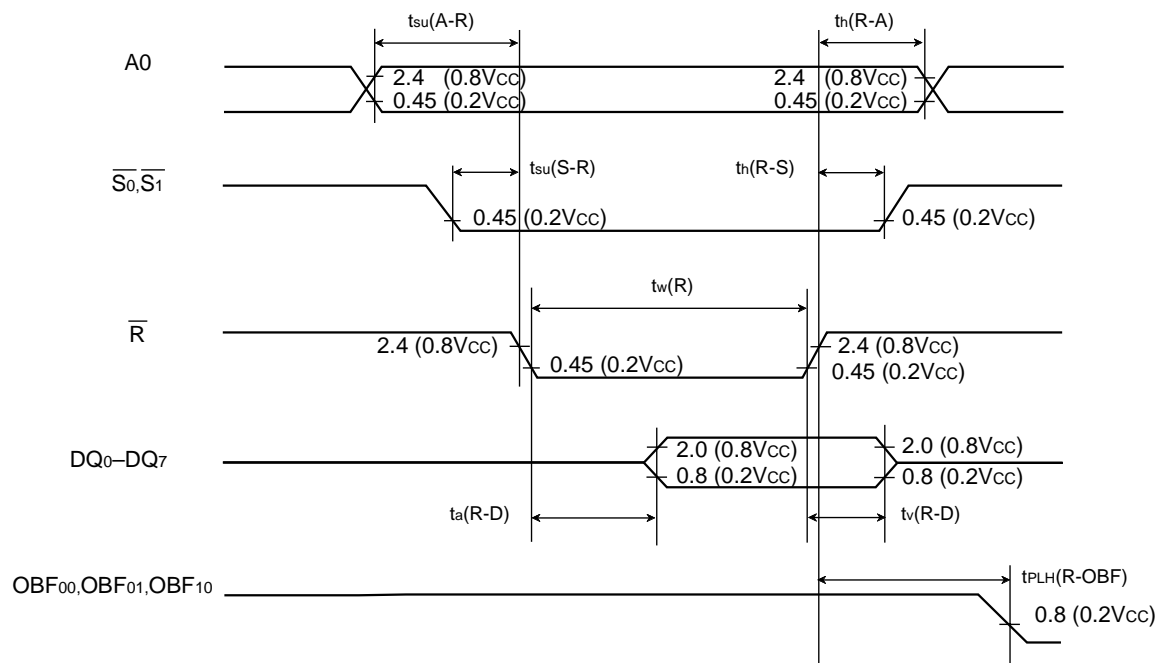 tsu(A-R) th(R-A)
A0
2.4 (0.8VCC) 2.4 (0.8VCC)
0.45 (0.2VCC) 0.45 (0.2VCC)
S0,S1
tsu(S-R) th(R-S)
0.45 (0.2VCC) 0.45 (0.2VCC)
tw(R)
R
2.4 (0.8VCC) 2.4 (0.8VCC)
0.45 (0.2VCC) 0.45 (0.2VCC)
DQ0–DQ7
2.0 (0.8VCC) 2.0 (0.8VCC)
0.8 (0.2VCC) 0.8 (0.2VCC)
ta(R-D) tv(R-D)
OBF00,OBF01,OBF10
tPLH(R-OBF)
0.8 (0.2VCC)